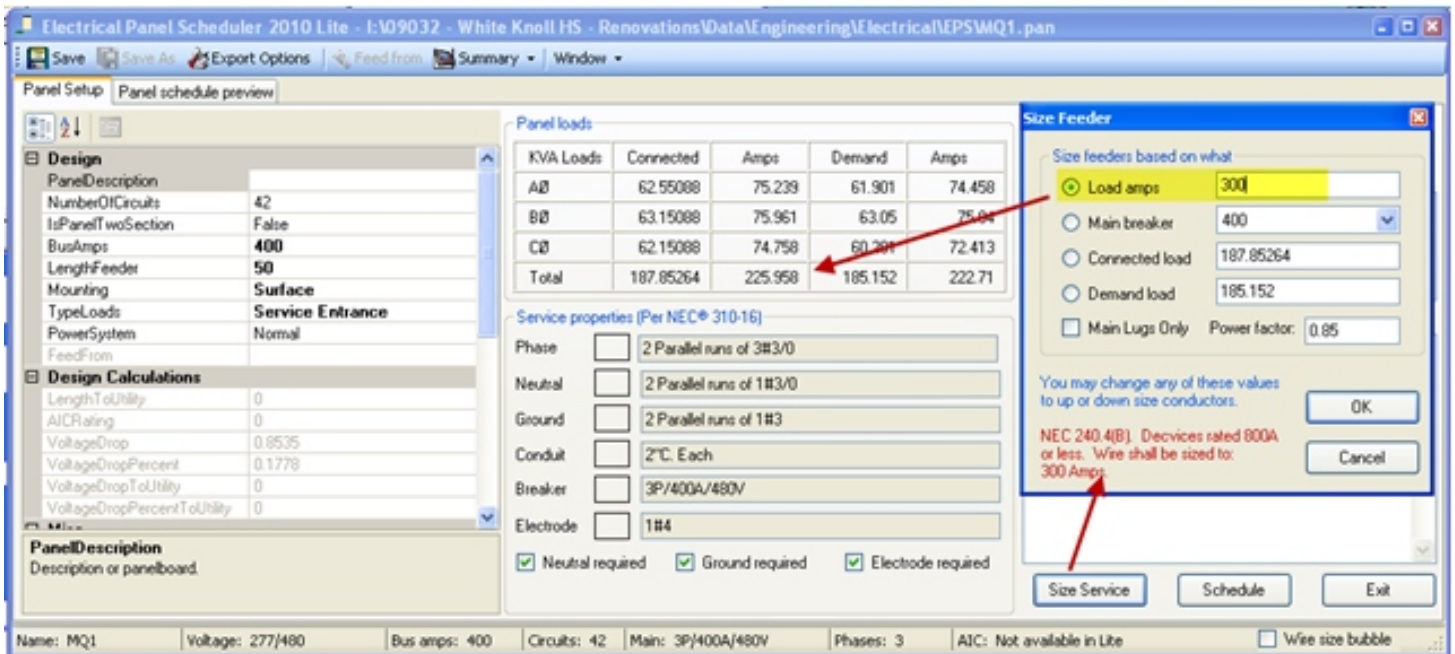 Electrical Panel Scheduler 2010 Lite - I:\09032 - White Knoll HS - Renovations\Data\Engineering\Electrical\EPS\MQ1.pan
Save Save As Export Options Feed from Summary Window
Panel Setup Panel schedule preview
Design
PanelDescription
NumberOfCircuits 42
IsPanelTwoSection False
BusAmps 400
LengthFeeder 50
Mounting Surface
TypeLoads Service Entrance
PowerSystem Normal
FeedFrom
Design Calculations
LengthToUtility 0
AICRating 0
VoltageDrop 0.8535
VoltageDropPercent 0.1778
VoltageDropToUtility 0
VoltageDropPercentToUtility 0
PanelDescription
Description or panelboard.
Panel loads
KVA Loads Connected Amps Demand Amps
AØ 62.55088 75.239 61.901 74.458
BØ 63.15088 75.961 63.05
CØ 62.15088 74.758 72.413
Total 187.85264 225.958 185.152 222.71
Service properties (Per NEC® 310-16)
Phase 2 Parallel runs of 3#3/0
Neutral 2 Parallel runs of 1#3/0
Ground 2 Parallel runs of 1#3
Conduit 2"C. Each
Breaker 3P/400A/480V
Electrode 1#4
Neutral required Ground required Electrode required
Size Feeder
Size feeders based on what
Load amps 300
Main breaker 400
Connected load 187.85264
Demand load 185.152
Main Lugs Only Power factor: 0.85
You may change any of these values
to up or down size conductors.
OK
NEC 240.4(B). Decvices rated 800A
or less. Wire shall be sized to:
300 Amps.
Cancel
Size Service Schedule Exit
Name: MQ1 Voltage: 277/480 Bus amps: 400 Circuits: 42 Main: 3P/400A/480V Phases: 3 AIC: Not available in Lite Wire size bubble